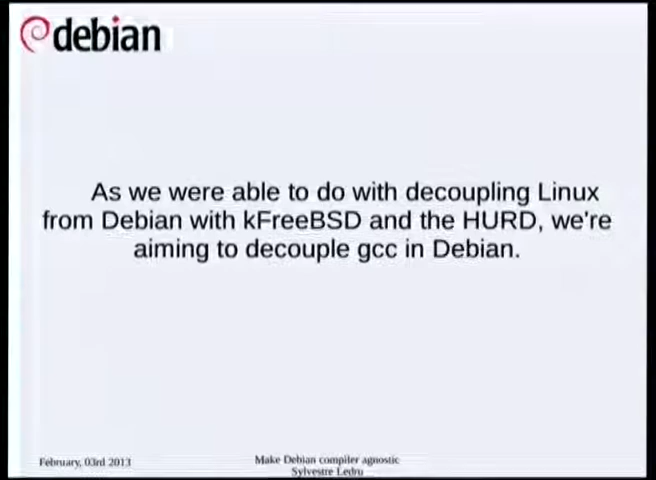 debian
As we were able to do with decoupling Linux
from Debian with kFreeBSD and the HURD, we're
aiming to decouple gcc in Debian.
February, 03rd 2013
Make Debian compiler agnostic
Sylvestre Ledru